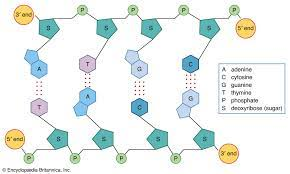 3' end
P P P P
5' end
S S S S
A T G C
T A C G
5' end
S S S S
3' end
P P P P
A adenine
C cytosine
G guanine
T thymine
P phosphate
S deoxyribose (sugar)
© Encyclopædia Britannica, Inc.